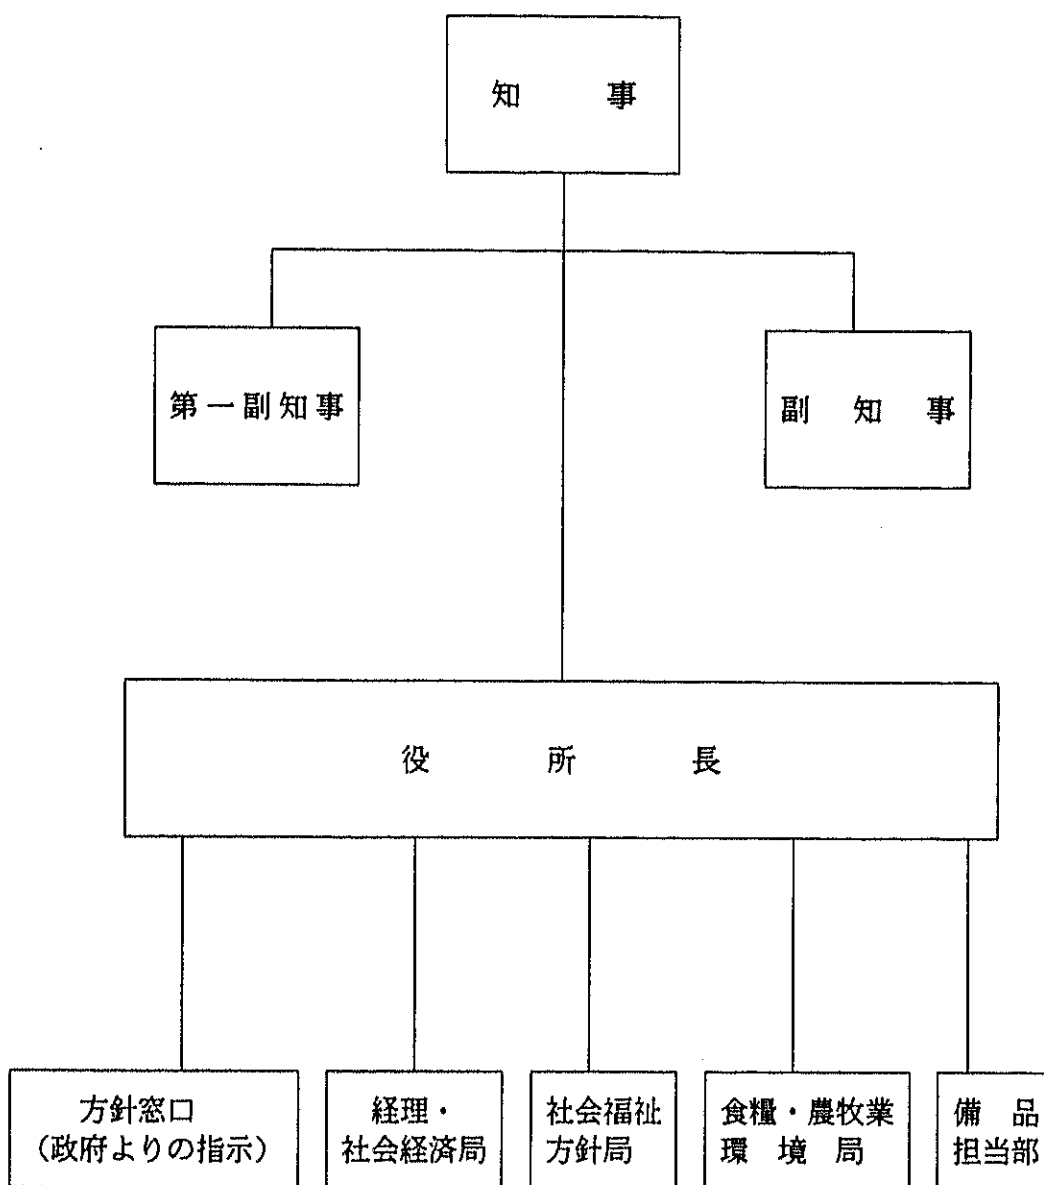 知事
第一副知事
副知事
役所長
方針窓口
（政府よりの指示）
経理・
社会経済局
社会福祉
方針局
食糧・農牧業
環境局
備品
担当部